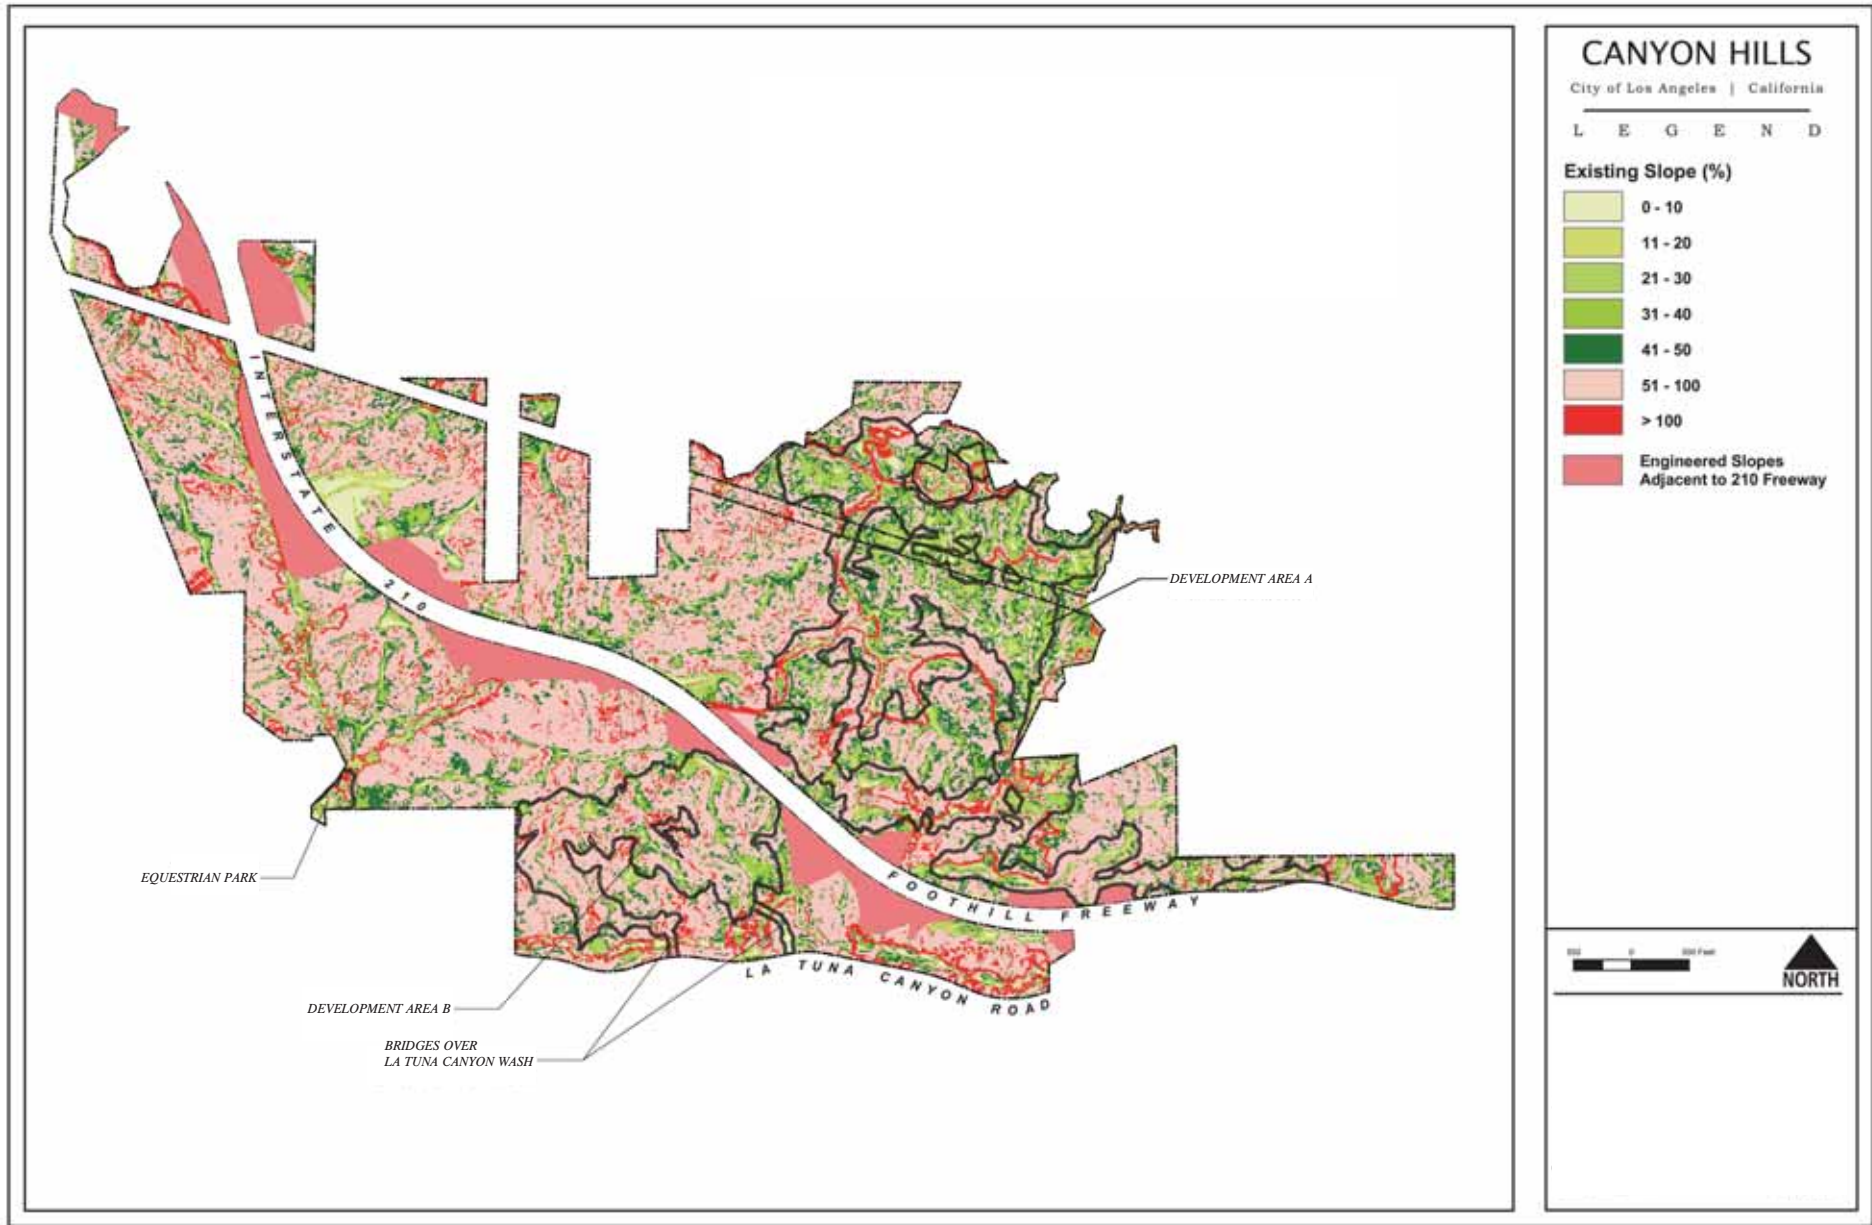 CANYON HILLS
City of Los Angeles | California
L E G E N D
Existing Slope (%)
0 - 10
11 - 20
21 - 30
31 - 40
41 - 50
51 - 100
> 100
Engineered Slopes
Adjacent to 210 Freeway
INTERSTATE 210
DEVELOPMENT AREA A
EQUESTRIAN PARK
FOOTHILL FREEWAY
LA TUNA CANYON ROAD
DEVELOPMENT AREA B
BRIDGES OVER
LA TUNA CANYON WASH
0
Feet
NORTH